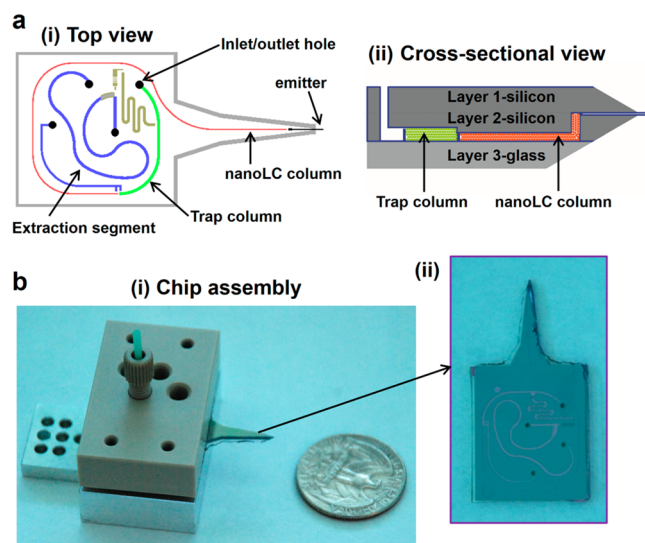 a
(i) Top view
Inlet/outlet hole
emitter
nanoLC column
Trap column
Extraction segment
(ii) Cross-sectional view
Layer 1-silicon
Layer 2-silicon
Layer 3-glass
Trap column
nanoLC column
b
(i) Chip assembly
(ii)